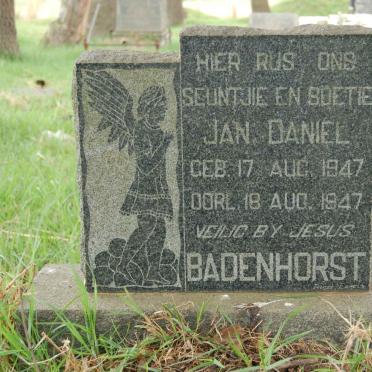 HIER RUS ONS
SEUNTJIE EN BOETIE
JAN DANIEL
GEB. 17 AUG. 1947
OORL. 18 AUG. 1947
VEILIG BY JESUS
BADENHORST